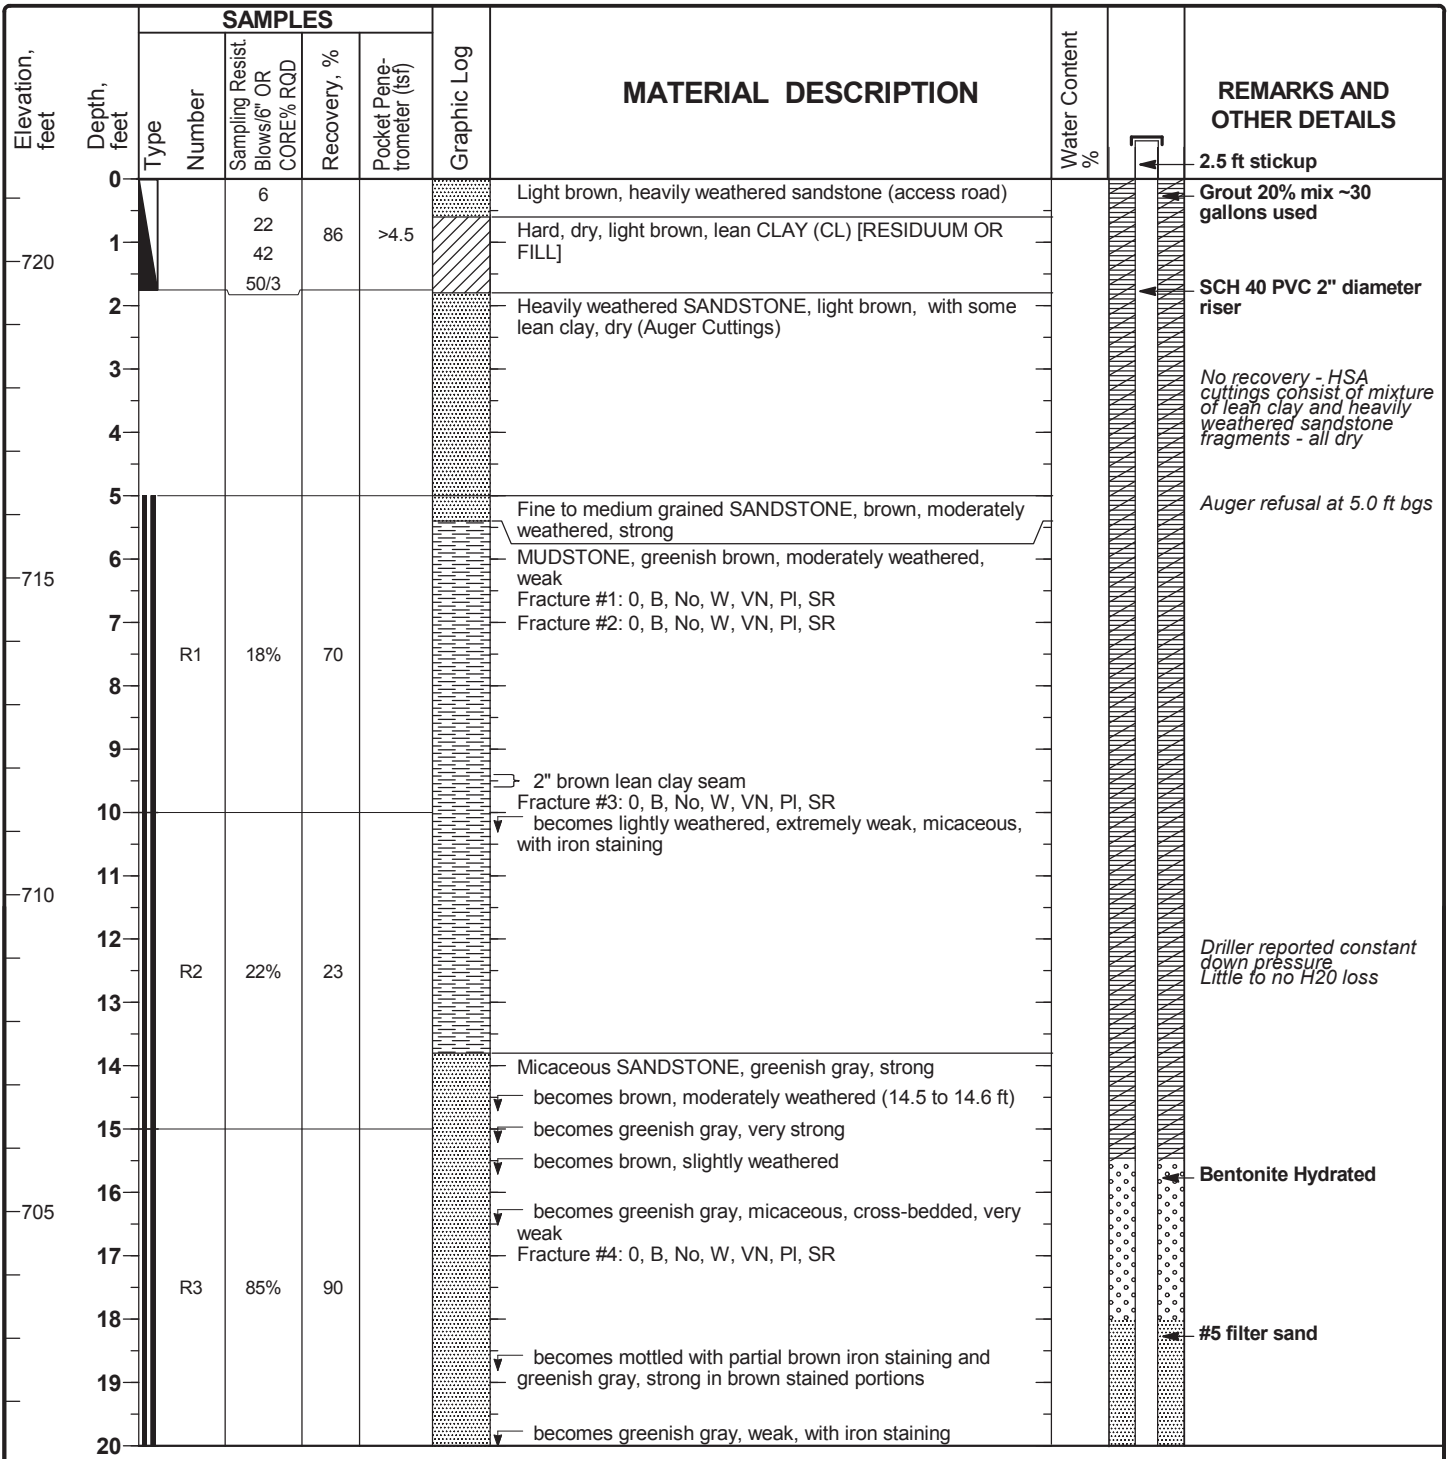 SAMPLES
Elevation,
feet
Depth,
feet
Type
Number
Sampling Resist.
Blows/6" OR
CORE% RQD
Recovery, %
Pocket Pene-
trometer (tsf)
Graphic Log
MATERIAL DESCRIPTION
Water Content
%
REMARKS AND
OTHER DETAILS
2.5 ft stickup
0
6
Light brown, heavily weathered sandstone (access road)
Grout 20% mix ~30
gallons used
22
1
42
86
>4.5
Hard, dry, light brown, lean CLAY (CL) [RESIDUUM OR
FILL]
720
50/3
SCH 40 PVC 2" diameter
riser
2
Heavily weathered SANDSTONE, light brown, with some
lean clay, dry (Auger Cuttings)
3
No recovery - HSA
cuttings consist of mixture
of lean clay and heavily
weathered sandstone
fragments - all dry
4
5
Fine to medium grained SANDSTONE, brown, moderately
weathered, strong
Auger refusal at 5.0 ft bgs
6
715
MUDSTONE, greenish brown, moderately weathered,
weak
Fracture #1: 0, B, No, W, VN, Pl, SR
7
Fracture #2: 0, B, No, W, VN, Pl, SR
R1
18%
70
8
9
2" brown lean clay seam
Fracture #3: 0, B, No, W, VN, Pl, SR
10
becomes lightly weathered, extremely weak, micaceous,
with iron staining
11
710
12
Driller reported constant
down pressure
Little to no H20 loss
R2
22%
23
13
14
Micaceous SANDSTONE, greenish gray, strong
becomes brown, moderately weathered (14.5 to 14.6 ft)
15
becomes greenish gray, very strong
becomes brown, slightly weathered
Bentonite Hydrated
16
705
becomes greenish gray, micaceous, cross-bedded, very
weak
17
Fracture #4: 0, B, No, W, VN, Pl, SR
R3
85%
90
18
#5 filter sand
becomes mottled with partial brown iron staining and
greenish gray, strong in brown stained portions
19
becomes greenish gray, weak, with iron staining
20